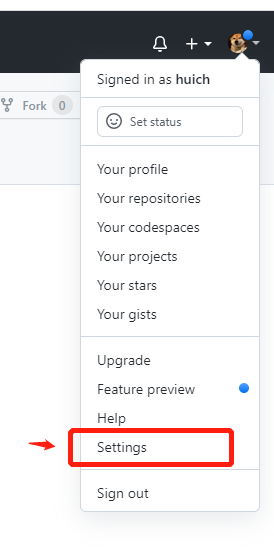 Fork 0
Signed in as huich
Set status
Your profile
Your repositories
Your codespaces
Your projects
Your stars
Your gists
Upgrade
Feature preview
Help
Settings
Sign out